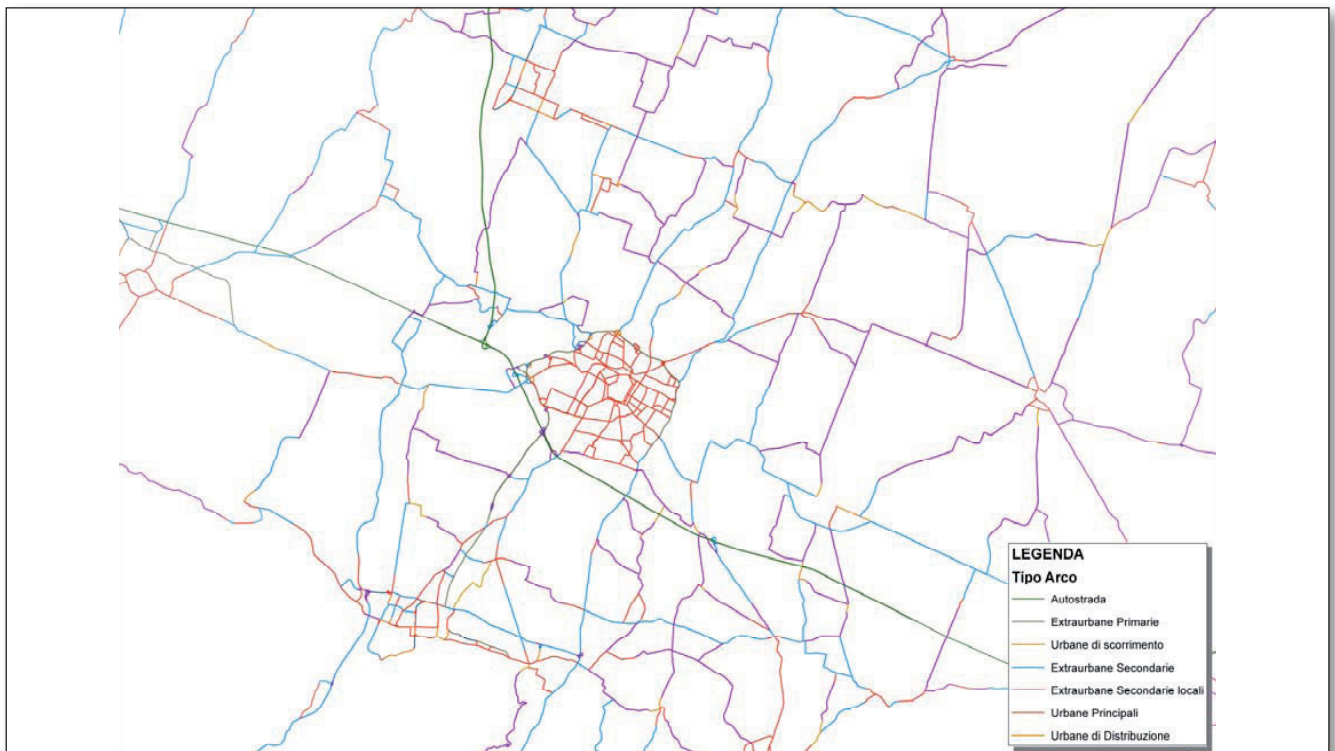 LEGENDA
Tipo Arco
Autostrada
Extraurbane Primarie
Urbane di scorrimento
Extraurbane Secondarie
Extraurbane Secondarie locali
Urbane Principali
Urbane di Distribuzione